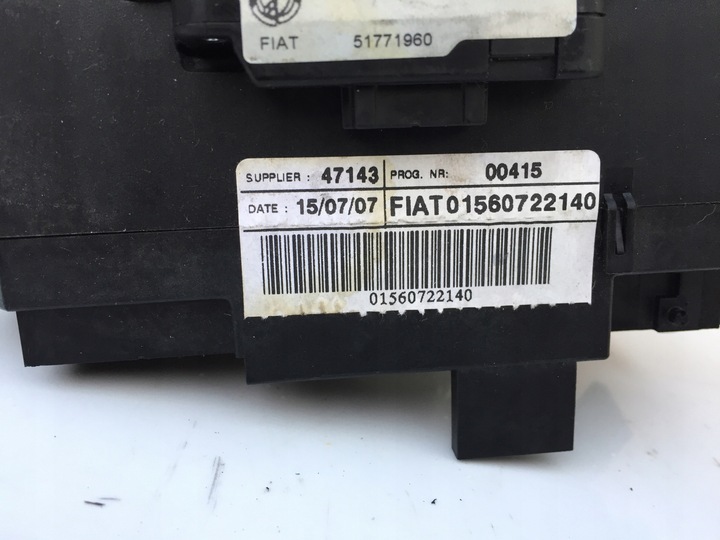 FIAT 51771960
SUPPLIER : 47143 PROG. NR: 00415
DATE : 15/07/07 FIAT01560722140
01560722140